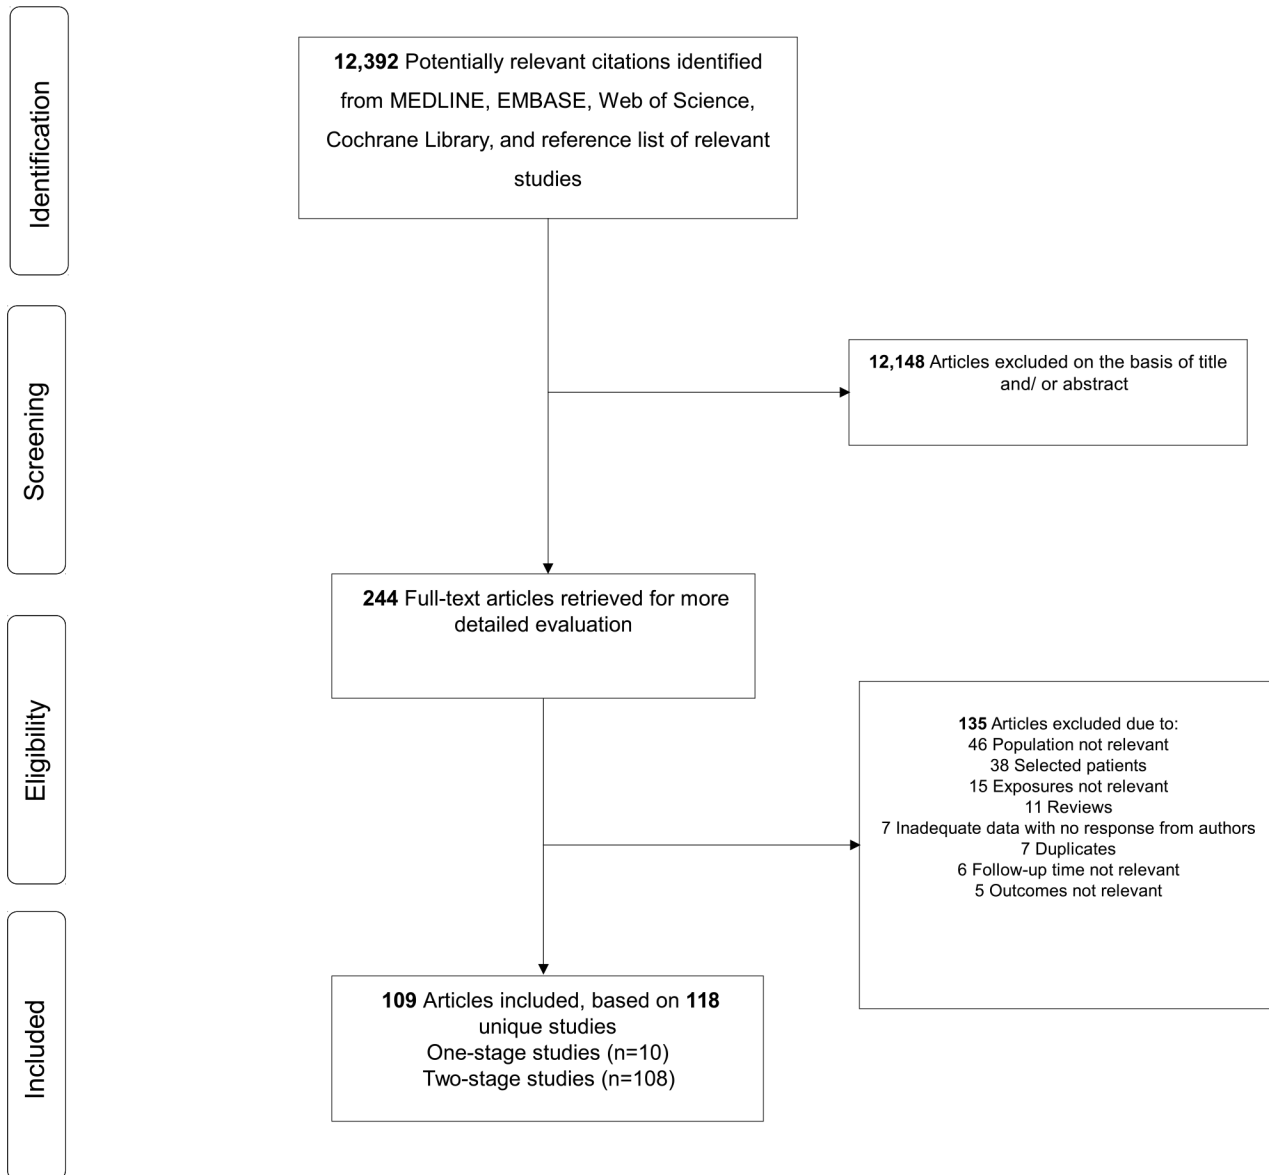 Identification
12,392 Potentially relevant citations identified
from MEDLINE, EMBASE, Web of Science,
Cochrane Library, and reference list of relevant
studies
Screening
12,148 Articles excluded on the basis of title
and/ or abstract
244 Full-text articles retrieved for more
detailed evaluation
Eligibility
135 Articles excluded due to:
46 Population not relevant
38 Selected patients
15 Exposures not relevant
11 Reviews
7 Inadequate data with no response from authors
7 Duplicates
6 Follow-up time not relevant
5 Outcomes not relevant
Included
109 Articles included, based on 118
unique studies
One-stage studies (n=10)
Two-stage studies (n=108)